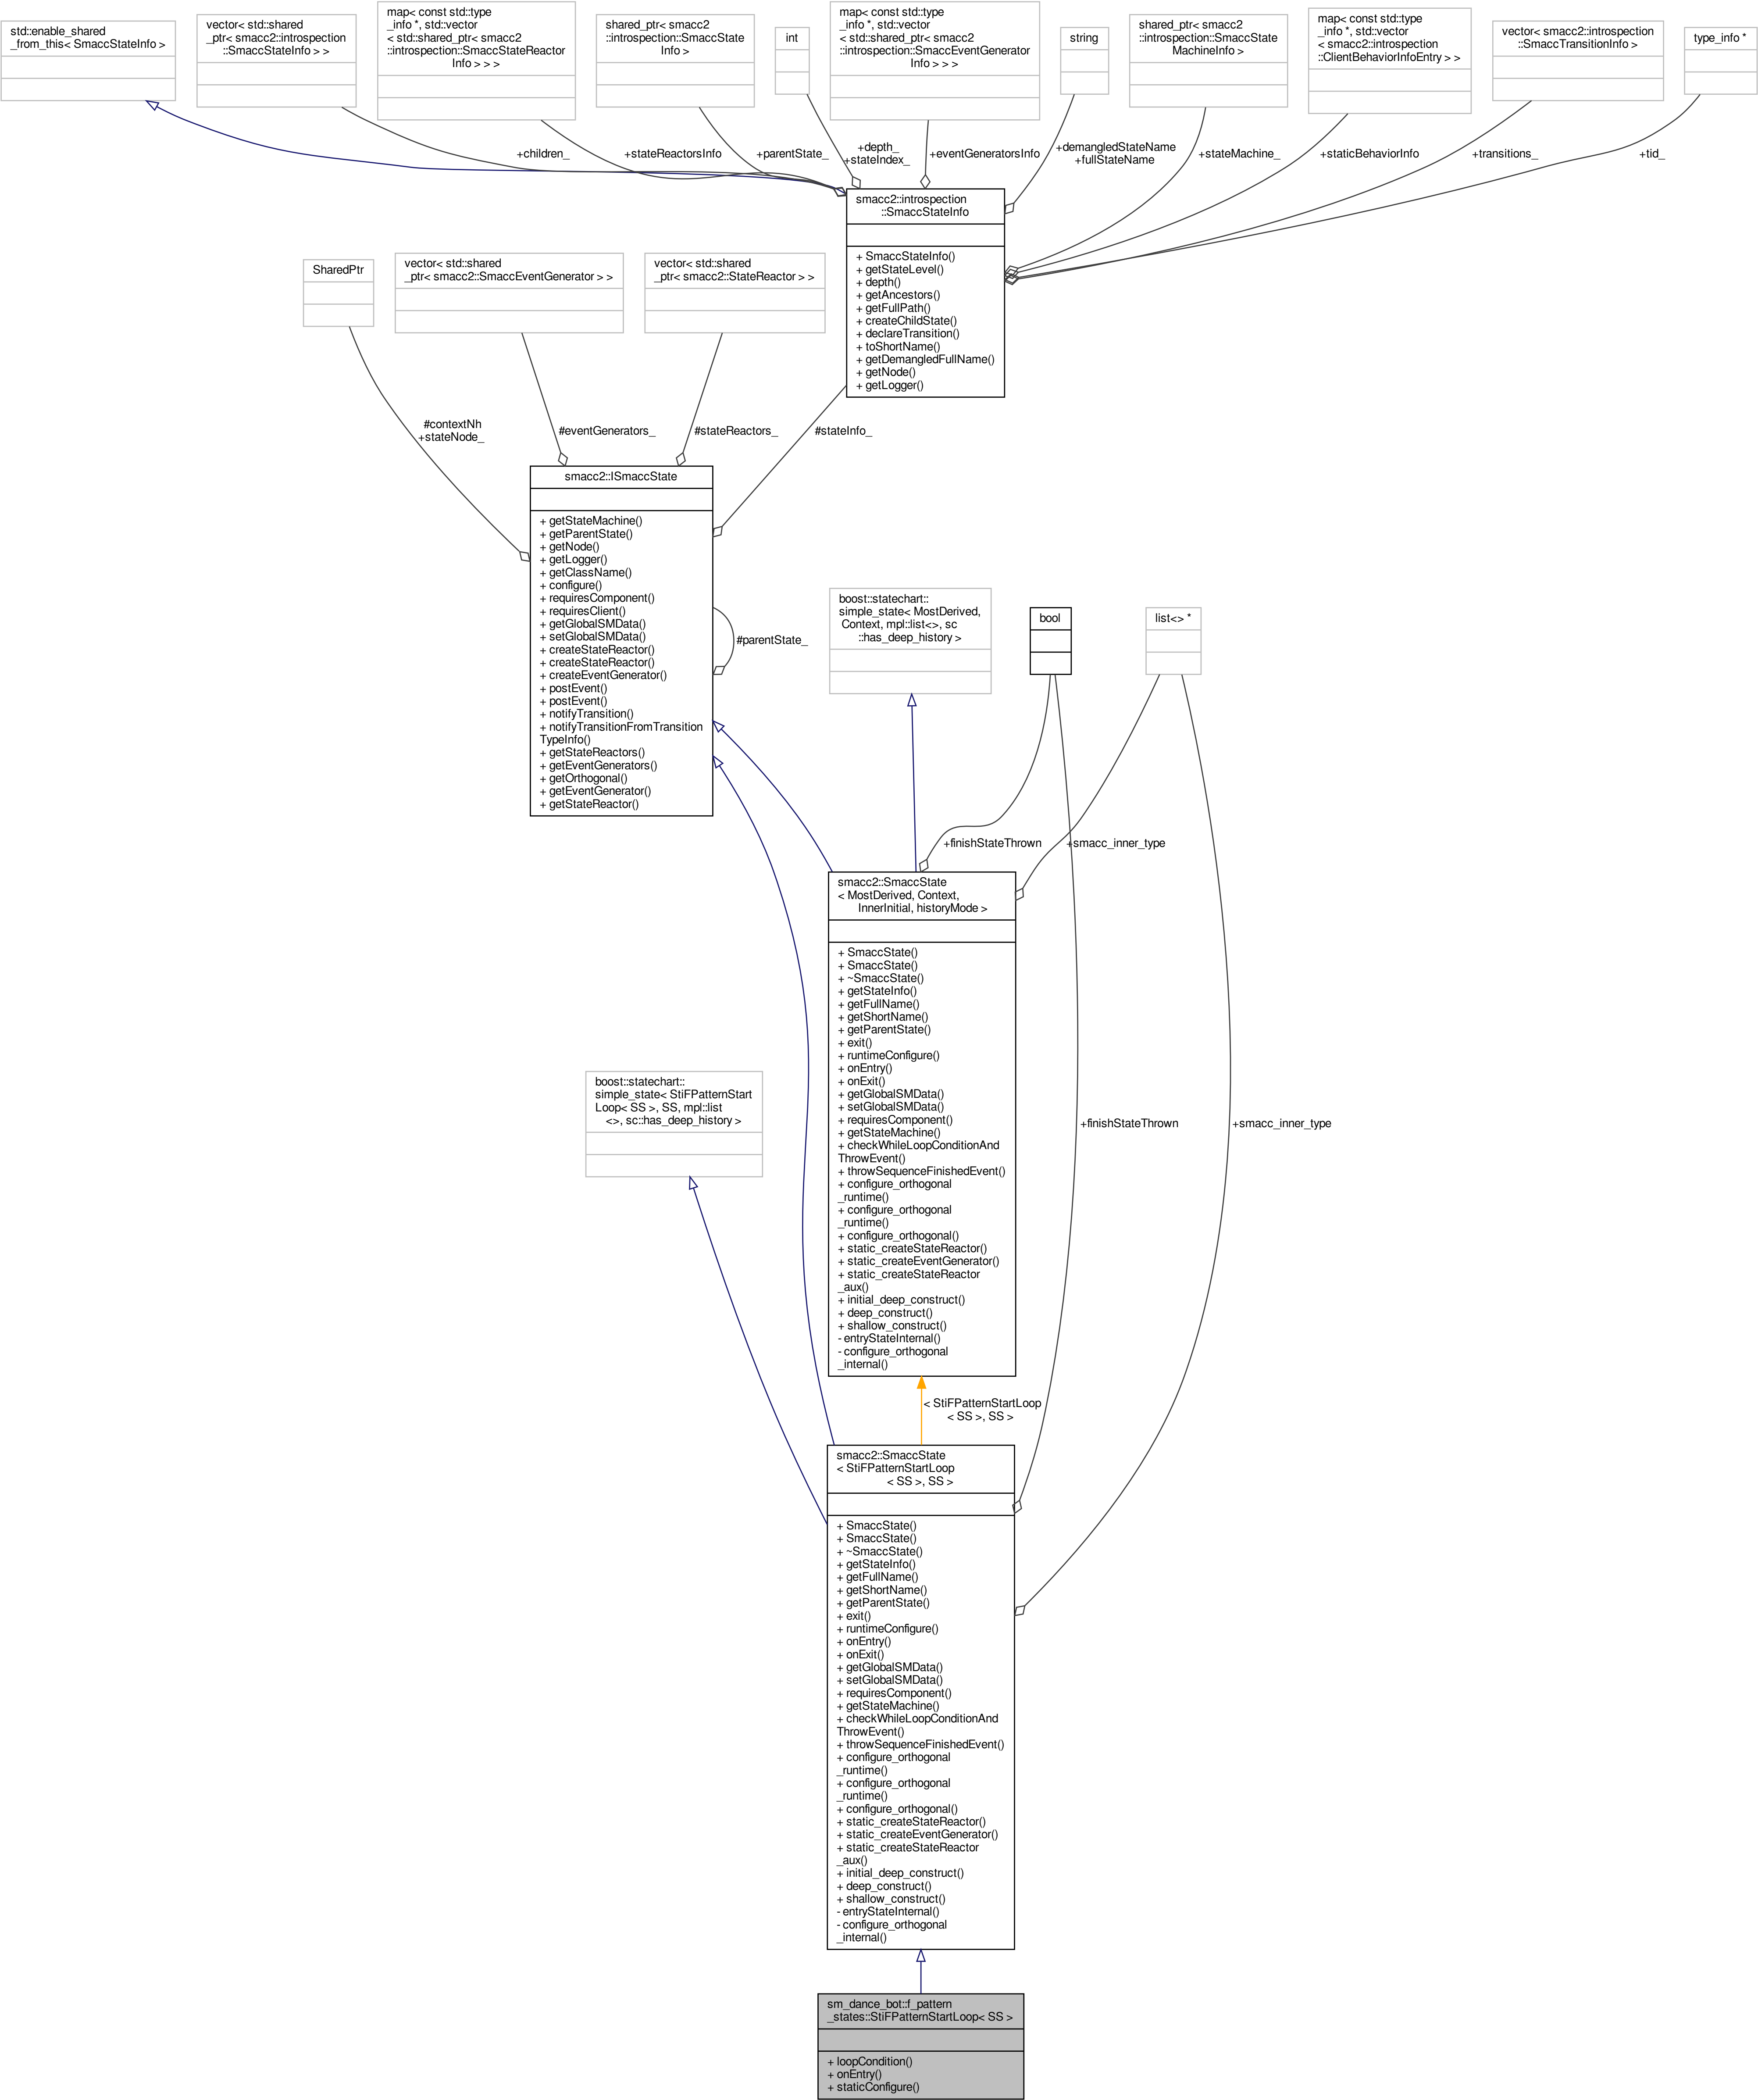 std::enable_shared
_from_this< SmaccStateInfo >
vector< std::shared
_ptr< smacc2::introspection
::SmaccStateInfo > >
map< const std::type
_info *, std::vector
< std::shared_ptr< smacc2
::introspection::SmaccStateReactor
Info > > >
shared_ptr< smacc2
::introspection::SmaccState
Info >
int
map< const std::type
_info *, std::vector
< std::shared_ptr< smacc2
::introspection::SmaccEventGenerator
Info > > >
string
shared_ptr< smacc2
::introspection::SmaccState
MachineInfo >
map< const std::type
_info *, std::vector
< smacc2::introspection
::ClientBehaviorInfoEntry > >
vector< smacc2::introspection
::SmaccTransitionInfo >
type_info *
+children_
+stateReactorsInfo
+parentState_
+depth_
+stateIndex_
+eventGeneratorsInfo
+demangledStateName
+fullStateName
+stateMachine_
+staticBehaviorInfo
+transitions_
+tid_
smacc2::introspection
::SmaccStateInfo
+ SmaccStateInfo()
+ getStateLevel()
+ depth()
+ getAncestors()
+ getFullPath()
+ createChildState()
+ declareTransition()
+ toShortName()
+ getDemangledFullName()
+ getNode()
+ getLogger()
SharedPtr
vector< std::shared
_ptr< smacc2::SmaccEventGenerator > >
vector< std::shared
_ptr< smacc2::StateReactor > >
#contextNh
+stateNode_
#eventGenerators_
#stateReactors_
#stateInfo_
smacc2::ISmaccState
+ getStateMachine()
+ getParentState()
+ getNode()
+ getLogger()
+ getClassName()
+ configure()
+ requiresComponent()
+ requiresClient()
+ getGlobalSMData()
+ setGlobalSMData()
+ createStateReactor()
+ createStateReactor()
+ createEventGenerator()
+ postEvent()
+ postEvent()
+ notifyTransition()
+ notifyTransitionFromTransition
TypeInfo()
+ getStateReactors()
+ getEventGenerators()
+ getOrthogonal()
+ getEventGenerator()
+ getStateReactor()
#parentState_
boost::statechart::
simple_state< MostDerived,
Context, mpl::list<>, sc
::has_deep_history >
bool
list<> *
+finishStateThrown
+smacc_inner_type
smacc2::SmaccState
< MostDerived, Context,
InnerInitial, historyMode >
+ SmaccState()
+ SmaccState()
+ ~SmaccState()
+ getStateInfo()
+ getFullName()
+ getShortName()
+ getParentState()
+ exit()
+ runtimeConfigure()
+ onEntry()
+ onExit()
+ getGlobalSMData()
+ setGlobalSMData()
+ requiresComponent()
+ getStateMachine()
+ checkWhileLoopConditionAnd
ThrowEvent()
+ throwSequenceFinishedEvent()
+ configure_orthogonal
_runtime()
+ configure_orthogonal
_runtime()
+ configure_orthogonal()
+ static_createStateReactor()
+ static_createEventGenerator()
+ static_createStateReactor
_aux()
+ initial_deep_construct()
+ deep_construct()
+ shallow_construct()
- entryStateInternal()
- configure_orthogonal
_internal()
boost::statechart::
simple_state< StiFPatternStart
Loop< SS >, SS, mpl::list
<>, sc::has_deep_history >
+finishStateThrown
+smacc_inner_type
< StiFPatternStartLoop
< SS >, SS >
smacc2::SmaccState
< StiFPatternStartLoop
< SS >, SS >
+ SmaccState()
+ SmaccState()
+ ~SmaccState()
+ getStateInfo()
+ getFullName()
+ getShortName()
+ getParentState()
+ exit()
+ runtimeConfigure()
+ onEntry()
+ onExit()
+ getGlobalSMData()
+ setGlobalSMData()
+ requiresComponent()
+ getStateMachine()
+ checkWhileLoopConditionAnd
ThrowEvent()
+ throwSequenceFinishedEvent()
+ configure_orthogonal
_runtime()
+ configure_orthogonal
_runtime()
+ configure_orthogonal()
+ static_createStateReactor()
+ static_createEventGenerator()
+ static_createStateReactor
_aux()
+ initial_deep_construct()
+ deep_construct()
+ shallow_construct()
- entryStateInternal()
- configure_orthogonal
_internal()
sm_dance_bot::f_pattern
_states::StiFPatternStartLoop< SS >
+ loopCondition()
+ onEntry()
+ staticConfigure()